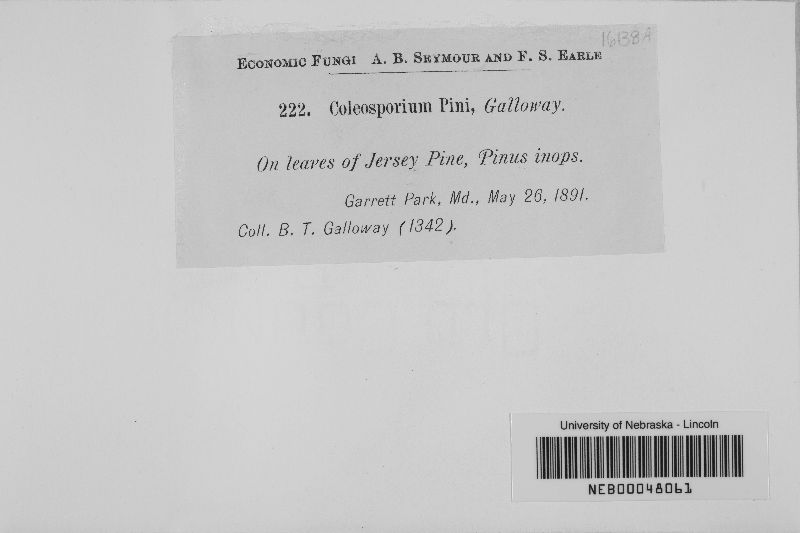 16138A
ECONOMIC FUNGI A. B. SEYMOUR AND F. S. EARLE
222. Coleosporium Pini, Galloway.
On leaves of Jersey Pine, Pinus inops.
Garrett Park, Md., May 26, 1891.
Coll. B. T. Galloway (1342).
University of Nebraska - Lincoln
NEB00048061